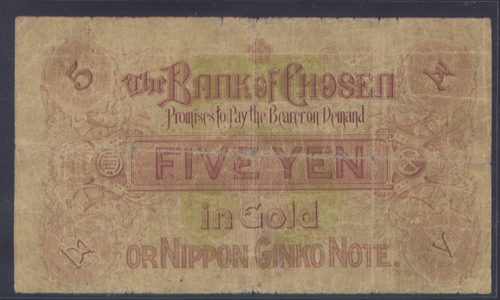 5
The BANK of CHOSEN
Promises to Pay the Bearer on Demand
FIVE YEN
in Gold
OR NIPPON GINKO NOTE.